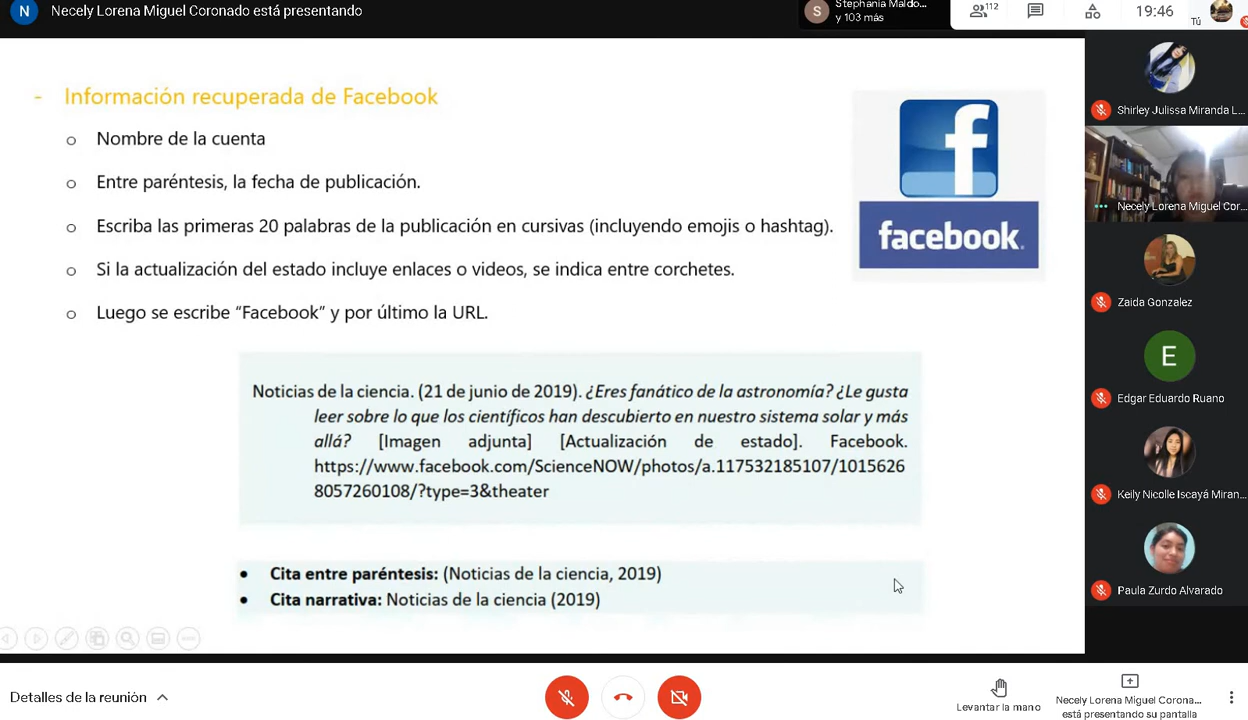 N Necely Lorena Miguel Coronado está presentando
S Stephania Maldo...
y 103 más
112
19:46
Tú
- Información recuperada de Facebook
o Nombre de la cuenta
o Entre paréntesis, la fecha de publicación.
o Escriba las primeras 20 palabras de la publicación en cursivas (incluyendo emojis o hashtag).
o Si la actualización del estado incluye enlaces o videos, se indica entre corchetes.
o Luego se escribe “Facebook” y por último la URL.
f
facebook.
Noticias de la ciencia. (21 de junio de 2019). ¿Eres fanático de la astronomía? ¿Le gusta
leer sobre lo que los científicos han descubierto en nuestro sistema solar y más
allá? [Imagen adjunta] [Actualización de estado]. Facebook.
https://www.facebook.com/ScienceNOW/photos/a.117532185107/1015626
8057260108/?type=3&theater
• Cita entre paréntesis: (Noticias de la ciencia, 2019)
• Cita narrativa: Noticias de la ciencia (2019)
Shirley Julissa Miranda L...
Necely Lorena Miguel Cor...
Zaida Gonzalez
E
Edgar Eduardo Ruano
Keily Nicolle Iscayá Miran...
Paula Zurdo Alvarado
Detalles de la reunión
Levantar la mano
Necely Lorena Miguel Corona...
está presentando su pantalla